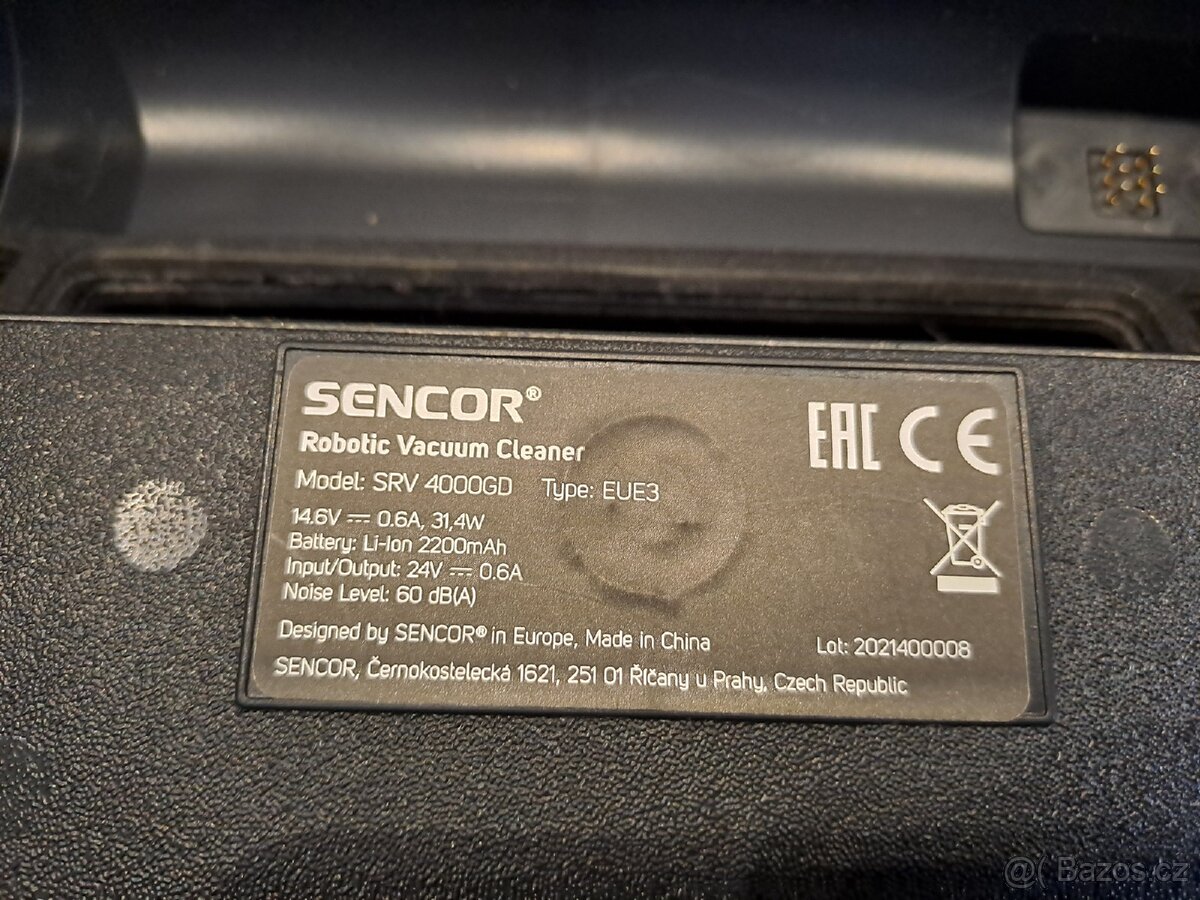 SENCOR®
Robotic Vacuum Cleaner
Model: SRV 4000GD Type: EUE3
14.6V ⎓ 0.6A, 31,4W
Battery: Li-Ion 2200mAh
Input/Output: 24V ⎓ 0.6A
Noise Level: 60 dB(A)
Designed by SENCOR® in Europe, Made in China
Lot: 2021400008
SENCOR, Černokostelecká 1621, 251 01 Říčany u Prahy, Czech Republic
EAC CE
@( Bazos.cz